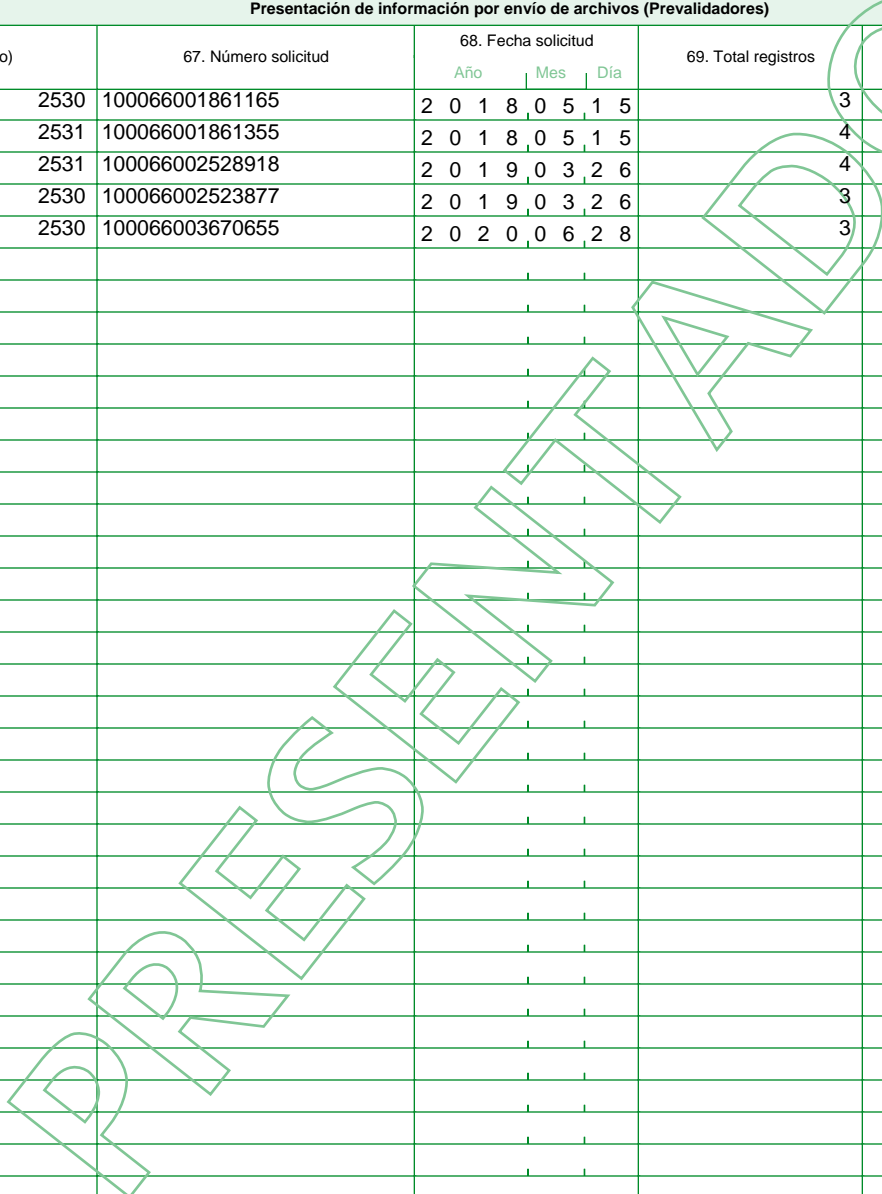 Presentación de información por envío de archivos (Prevalidadores)
o) 67. Número solicitud 68. Fecha solicitud 69. Total registros
Año Mes Día
2530 100066001861165 2 0 1 8 0 5 1 5 3
2531 100066001861355 2 0 1 8 0 5 1 5 4
2531 100066002528918 2 0 1 9 0 3 2 6 4
2530 100066002523877 2 0 1 9 0 3 2 6 3
2530 100066003670655 2 0 2 0 0 6 2 8 3
PRESENTADO